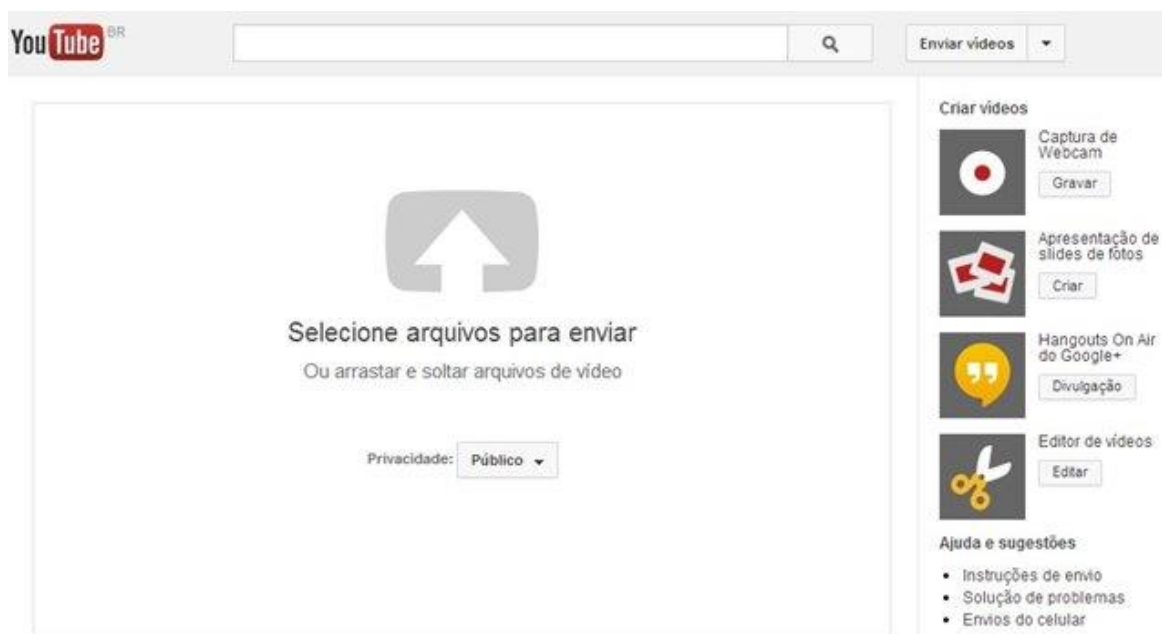 YouTube BR
Enviar vídeos
Selecione arquivos para enviar
Ou arrastar e soltar arquivos de vídeo
Privacidade: Público
Criar vídeos
Captura de
Webcam
Gravar
Apresentação de
slides de fotos
Criar
Hangouts On Air
do Google+
Divulgação
Editor de vídeos
Editar
Ajuda e sugestões
Instruções de envio
Solução de problemas
Envios do celular